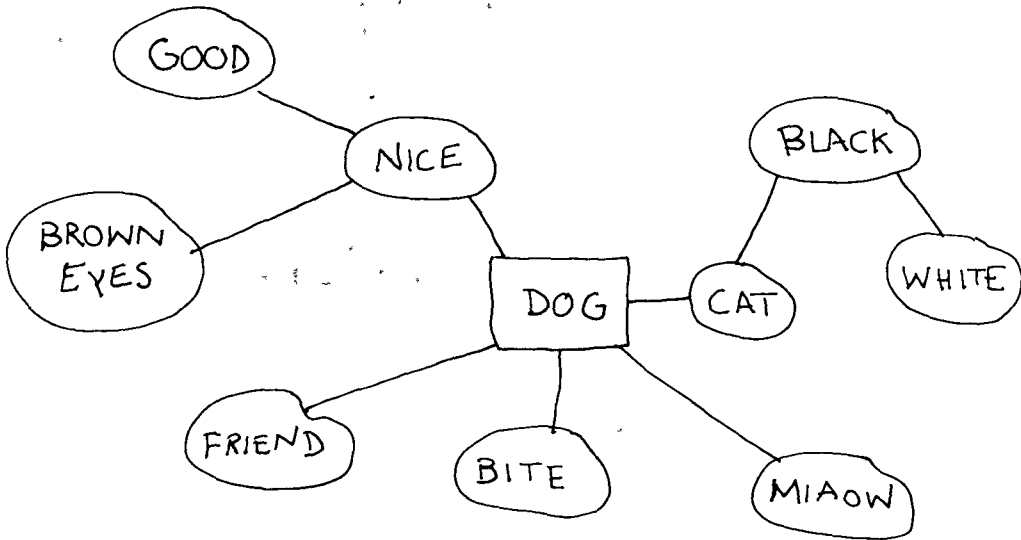 GOOD
NICE
BLACK
BROWN
EYES
DOG
CAT
WHITE
FRIEND
BITE
MIAOW